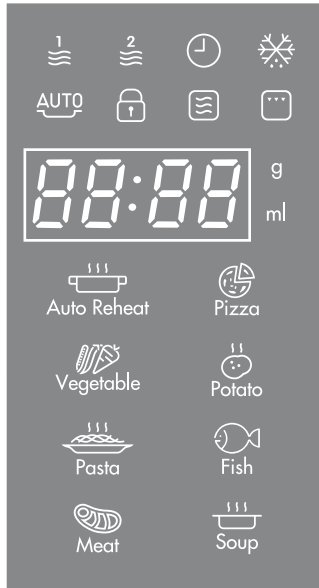 1 2
AUTO
88:88
g
ml
Auto Reheat
Pizza
Vegetable
Potato
Pasta
Fish
Meat
Soup